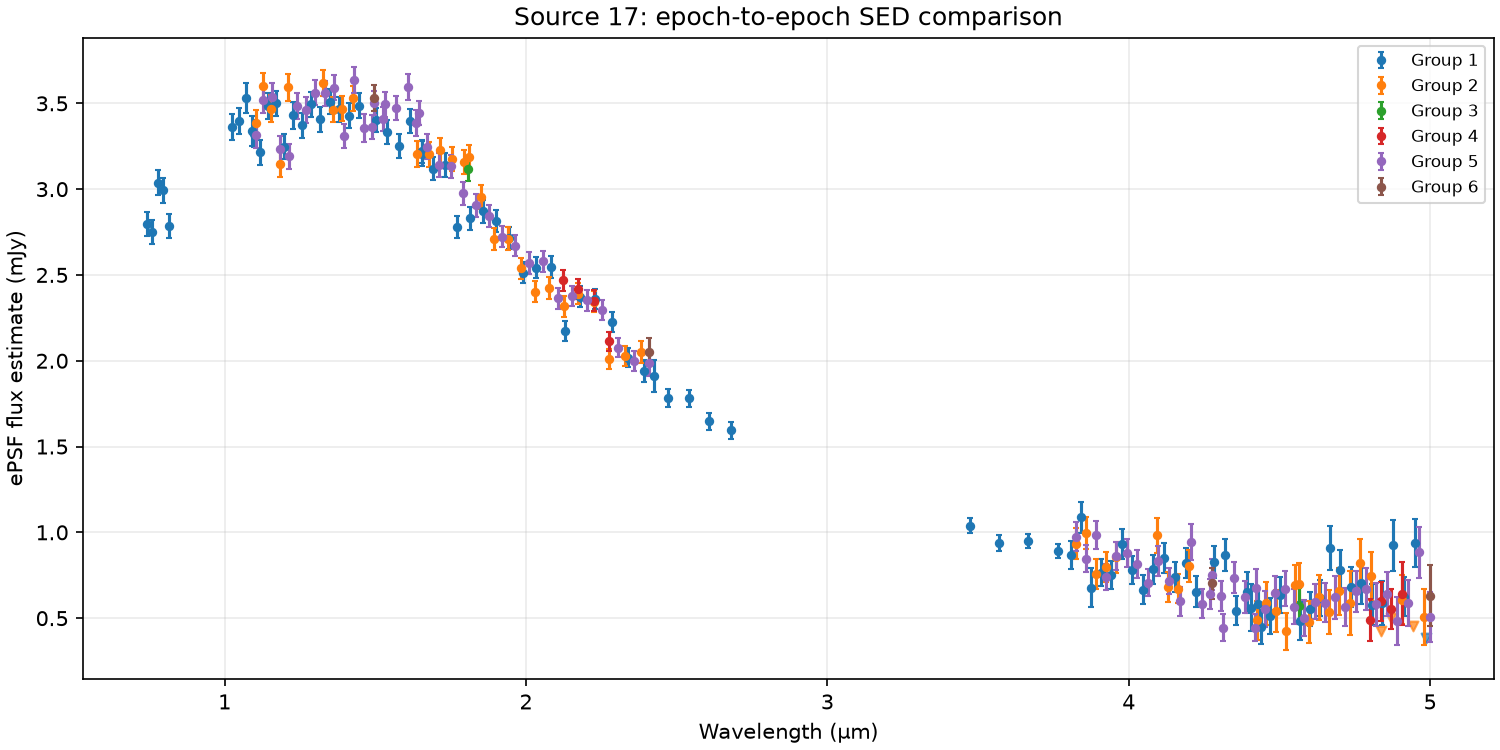 Source 17: epoch-to-epoch SED comparison
ePSF flux estimate (mJy)
3.5
3.0
2.5
2.0
1.5
1.0
0.5
Group 1
Group 2
Group 3
Group 4
Group 5
Group 6
1 2 3 4 5
Wavelength (μm)